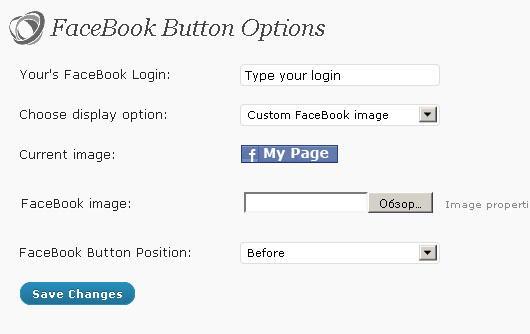 FaceBook Button Options
Your's FaceBook Login: Type your login
Choose display option: Custom FaceBook image
Current image: f My Page
FaceBook image: Обзор... Image properti
FaceBook Button Position: Before
Save Changes